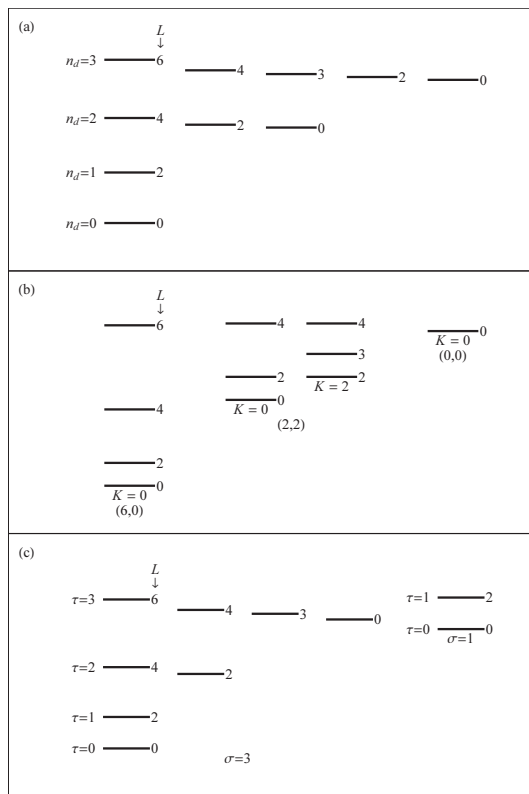 (a)
L
↓
n_d=3 6 4 3 2 0
n_d=2 4 2 0
n_d=1 2
n_d=0 0
(b)
L
↓
6 4 4 0
K = 0
(0,0)
3
2 K = 2 2
4 K = 0 0
(2,2)
2
0
K = 0
(6,0)
(c)
L
↓
τ=3 6 4 3 0 τ=1 2
τ=0 0
σ=1
τ=2 4 2
τ=1 2
τ=0 0
σ=3